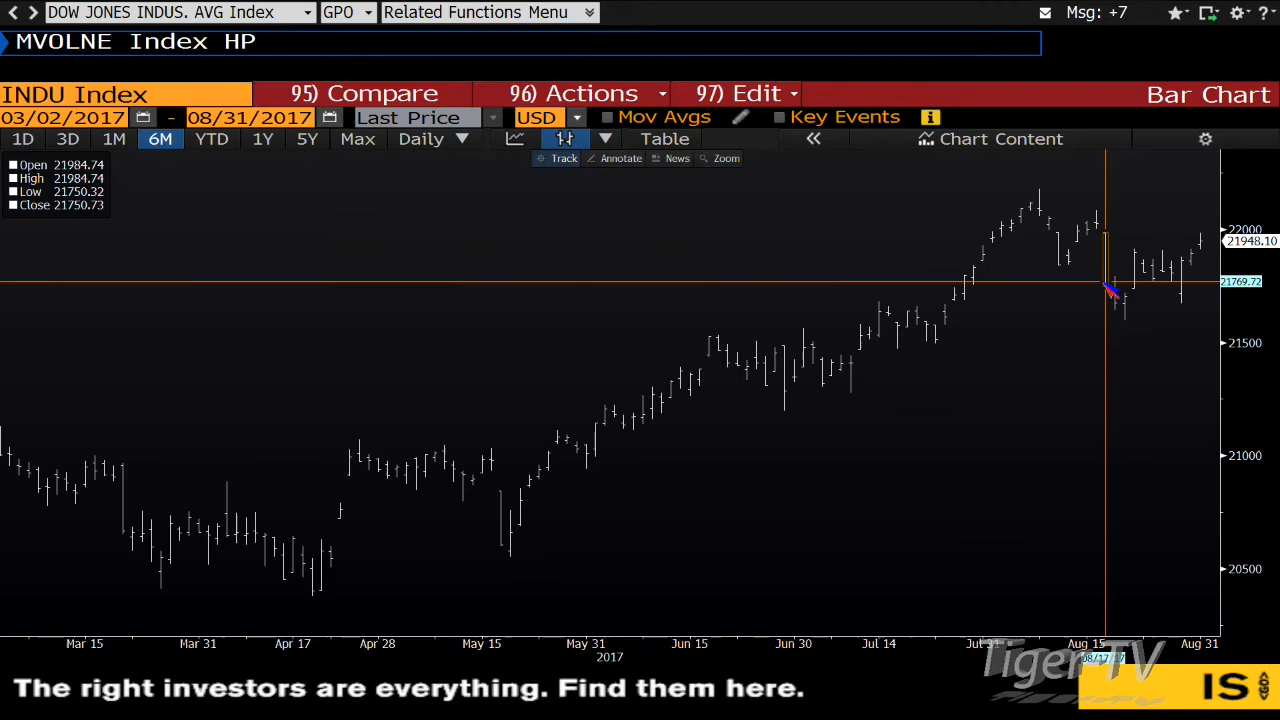 DOW JONES INDUS. AVG Index GPO Related Functions Menu Msg: +7
MVOLNE Index HP
INDU Index 95) Compare 96) Actions 97) Edit Bar Chart
03/02/2017 - 08/31/2017 Last Price USD Mov Avgs Key Events
1D 3D 1M 6M YTD 1Y 5Y Max Daily Table Chart Content
Track Annotate News Zoom
Open 21984.74
High 21984.74
Low 21750.32
Close 21750.73
22000
21948.10
21769.72
21500
21000
20500
Mar 15 Mar 31 Apr 17 Apr 28 May 15 May 31 Jun 15 Jun 30 Jul 14 Jul 31 Aug 15 Aug 31
2017
08/17/17
TigerTV
The right investors are everything. Find them here.
IS